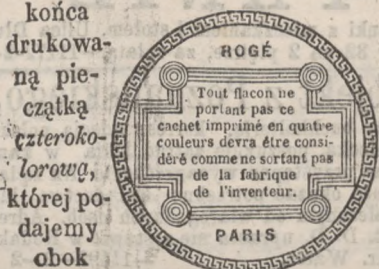 końca
drukowa-
ną pie-
czątką
czteroko-
lorową,
której po-
dajemy
obok
ROGÉ
Tout flacon ne
portant pas ce
cachet imprimé en quatre
couleurs devra être consi-
déré comme ne sortant pas
de la fabrique
de l'inventeur.
PARIS